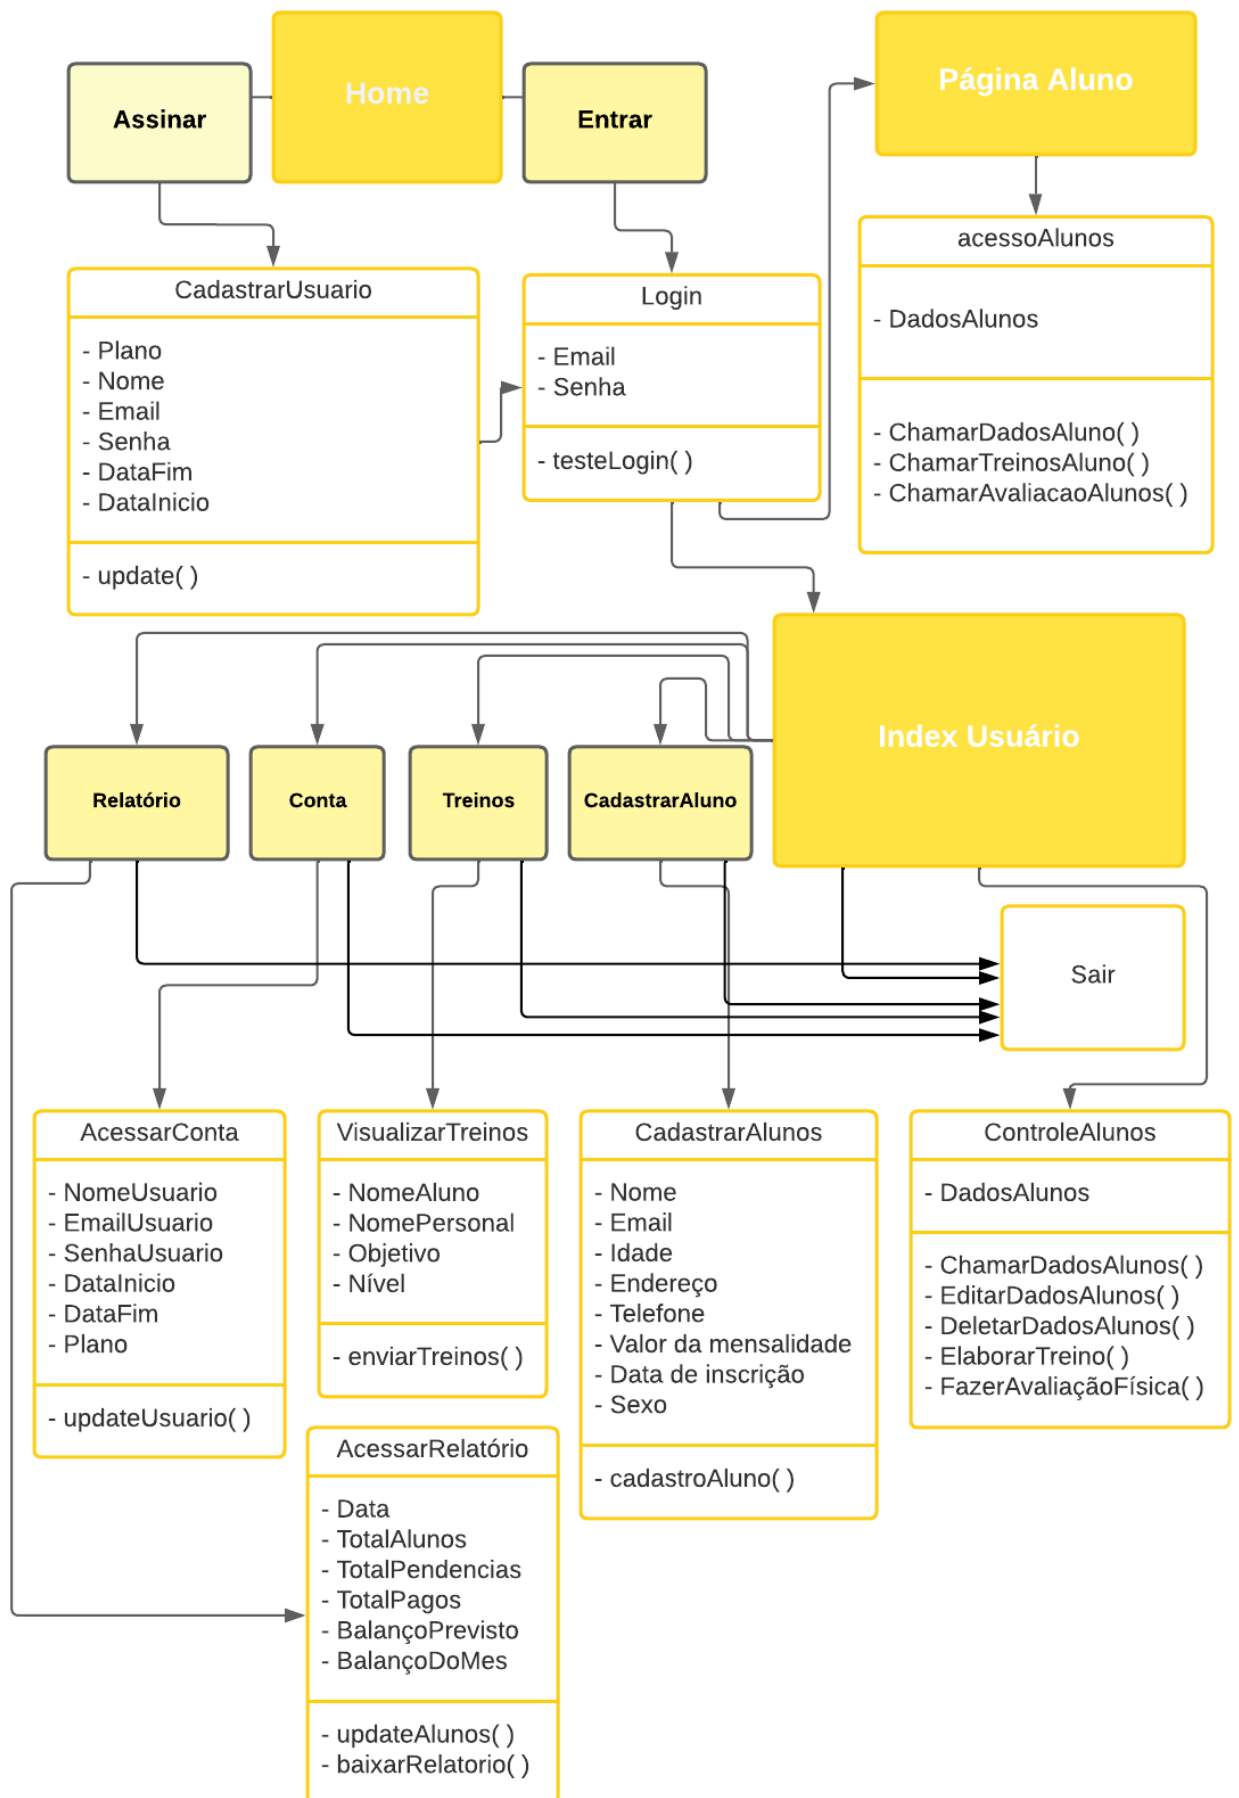 Assinar
Home
Entrar
Página Aluno
CadastrarUsuario
- Plano
- Nome
- Email
- Senha
- DataFim
- DataInicio
- update( )
Login
- Email
- Senha
- testeLogin( )
acessoAlunos
- DadosAlunos
- ChamarDadosAluno( )
- ChamarTreinosAluno( )
- ChamarAvaliacaoAlunos( )
Index Usuário
Relatório
Conta
Treinos
CadastrarAluno
Sair
AcessarConta
- NomeUsuario
- EmailUsuario
- SenhaUsuario
- DataInicio
- DataFim
- Plano
- updateUsuario( )
VisualizarTreinos
- NomeAluno
- NomePersonal
- Objetivo
- Nível
- enviarTreinos( )
CadastrarAlunos
- Nome
- Email
- Idade
- Endereço
- Telefone
- Valor da mensalidade
- Data de inscrição
- Sexo
- cadastroAluno( )
ControleAlunos
- DadosAlunos
- ChamarDadosAlunos( )
- EditarDadosAlunos( )
- DeletarDadosAlunos( )
- ElaborarTreino( )
- FazerAvaliaçãoFísica( )
AcessarRelatório
- Data
- TotalAlunos
- TotalPendencias
- TotalPagos
- BalançoPrevisto
- BalançoDoMes
- updateAlunos( )
- baixarRelatorio( )